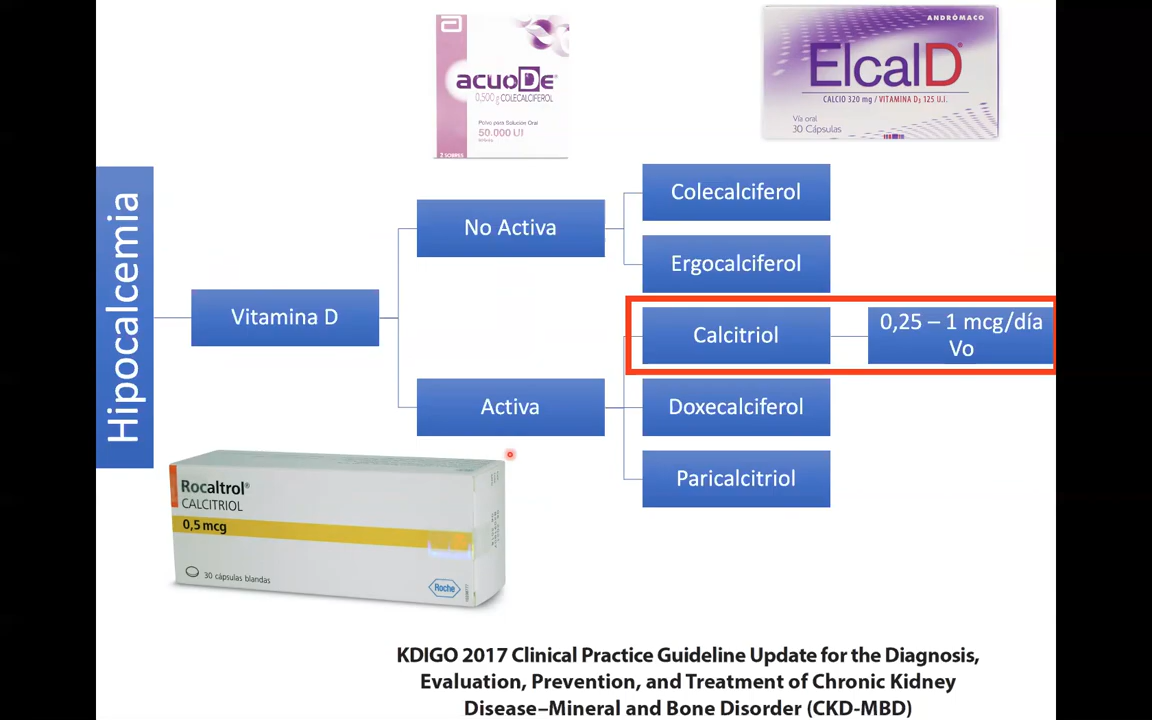 acuoDe®
0,500 g COLECALCIFEROL
Polvo para Solución Oral
50.000 UI
2 SOBRES
ANDRÓMACO
ElcalD®
CALCIO 320 mg / VITAMINA D₃ 125 U.I.
Vía oral
30 Cápsulas
Hipocalcemia
Vitamina D
No Activa
Colecalciferol
Ergocalciferol
Activa
Calcitriol
0,25 – 1 mcg/día
Vo
Doxecalciferol
Paricalcitriol
Rocaltrol®
CALCITRIOL
0,5 mcg
30 cápsulas blandas
Roche
KDIGO 2017 Clinical Practice Guideline Update for the Diagnosis,
Evaluation, Prevention, and Treatment of Chronic Kidney
Disease–Mineral and Bone Disorder (CKD-MBD)